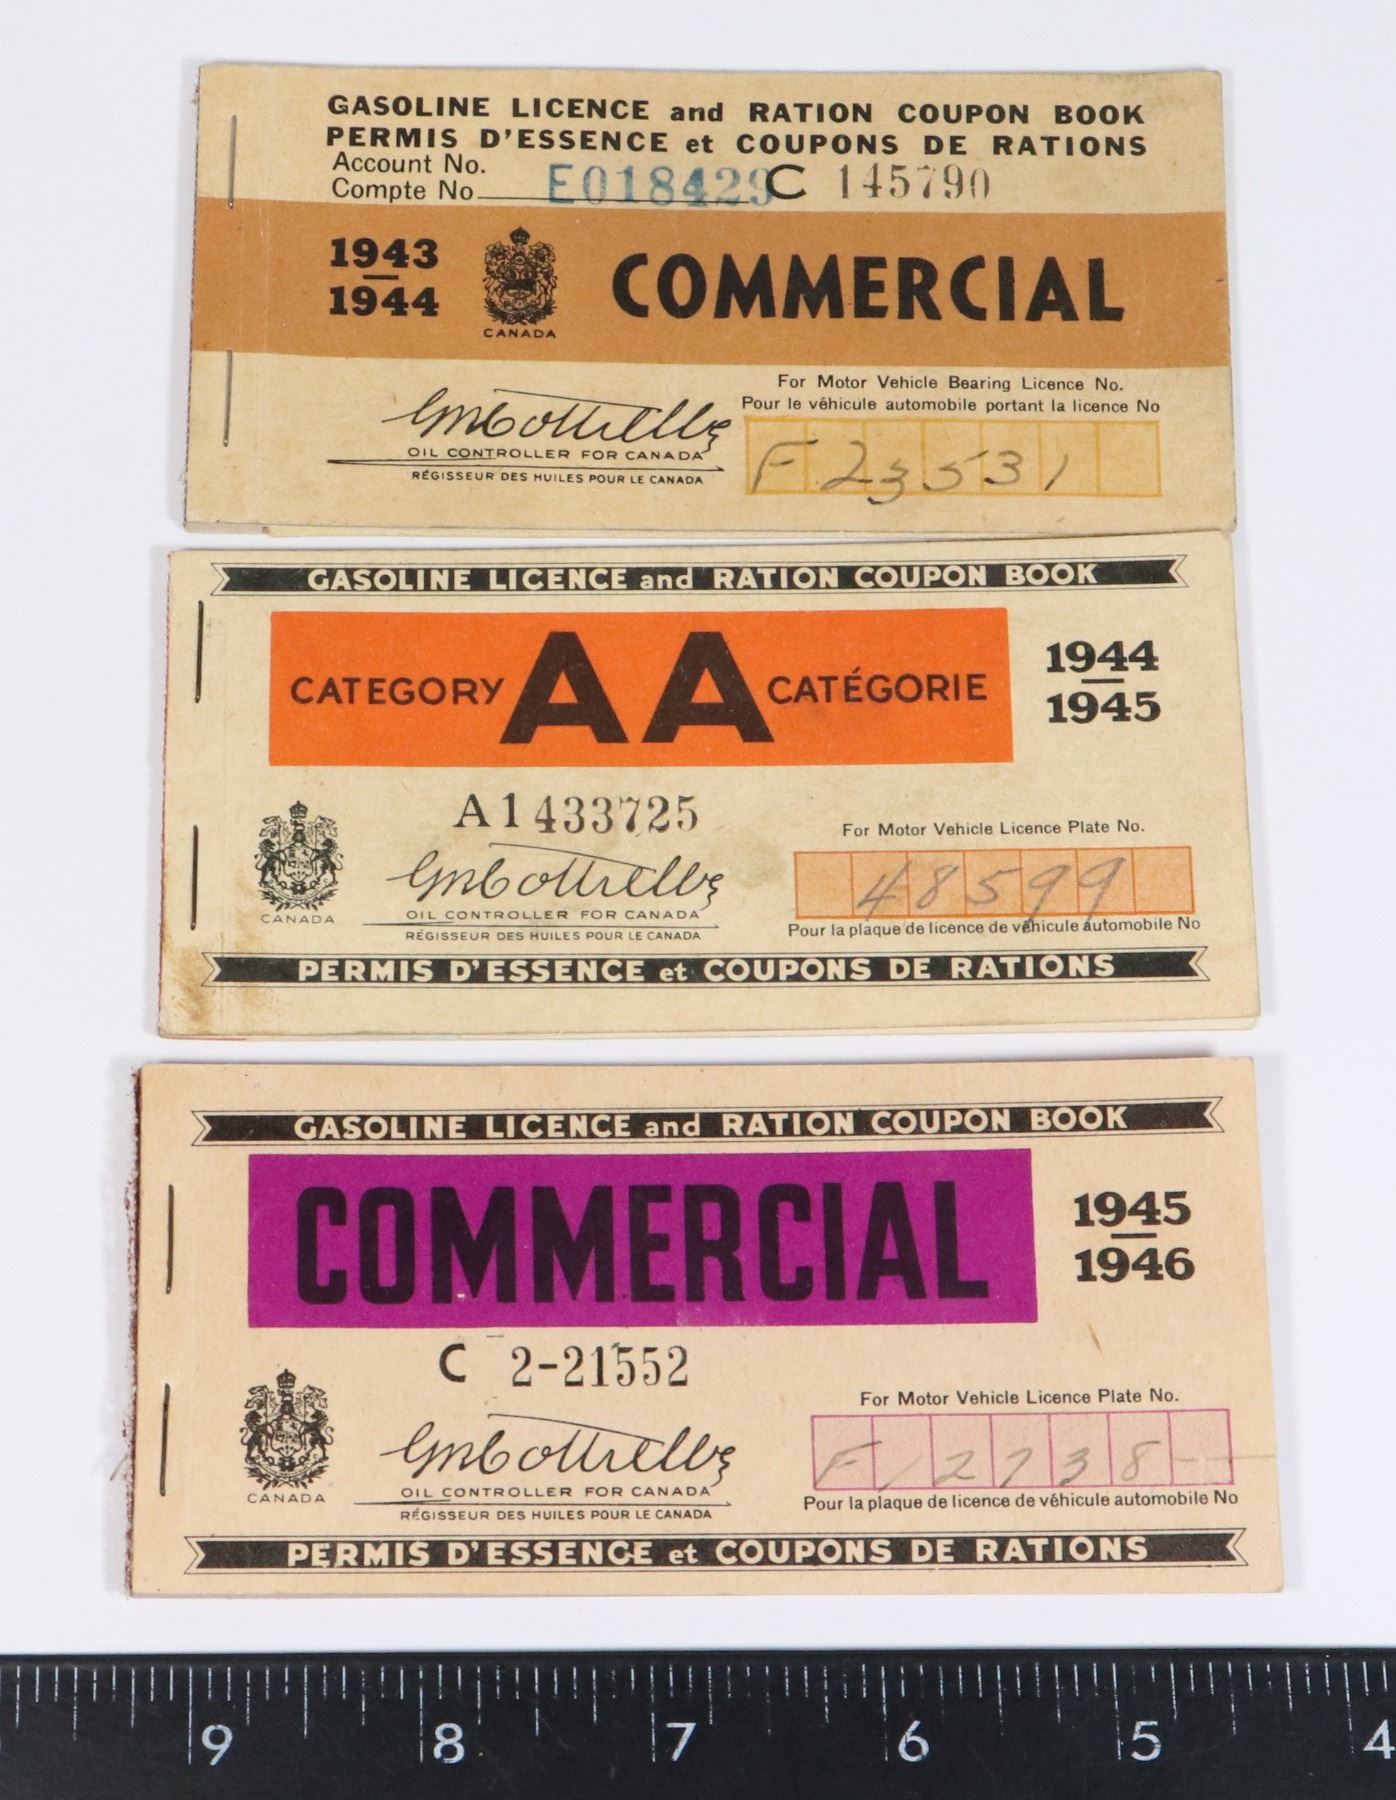 GASOLINE LICENCE and RATION COUPON BOOK
PERMIS D'ESSENCE et COUPONS DE RATIONS
Account No.
Compte No E018429 C 145790
1943
1944
CANADA
COMMERCIAL
For Motor Vehicle Bearing Licence No.
Pour le véhicule automobile portant la licence No
F 23531
OIL CONTROLLER FOR CANADA
RÉGISSEUR DES HUILES POUR LE CANADA
GASOLINE LICENCE and RATION COUPON BOOK
CATEGORY AA CATÉGORIE
1944
1945
A1433725
CANADA
OIL CONTROLLER FOR CANADA
RÉGISSEUR DES HUILES POUR LE CANADA
For Motor Vehicle Licence Plate No.
48599
Pour la plaque de licence de véhicule automobile No
PERMIS D'ESSENCE et COUPONS DE RATIONS
GASOLINE LICENCE and RATION COUPON BOOK
COMMERCIAL
1945
1946
C 2-21552
CANADA
OIL CONTROLLER FOR CANADA
RÉGISSEUR DES HUILES POUR LE CANADA
For Motor Vehicle Licence Plate No.
Pour la plaque de licence de véhicule automobile No
PERMIS D'ESSENCE et COUPONS DE RATIONS
9 8 7 6 5 4